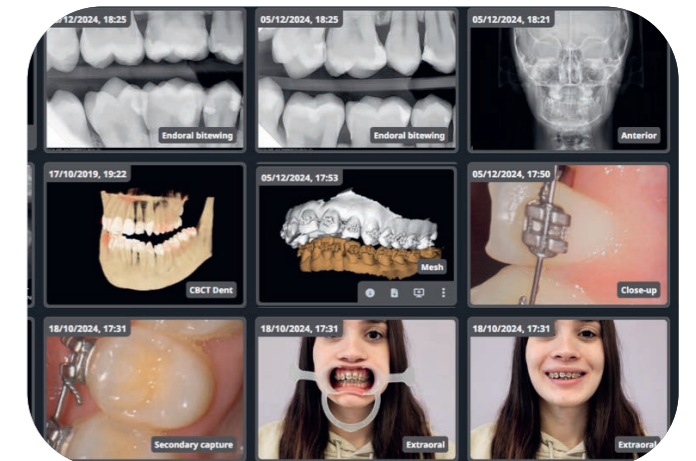 /12/2024, 18:25
Endoral bitewing
05/12/2024, 18:25
Endoral bitewing
05/12/2024, 18:21
Anterior
17/10/2019, 19:22
CBCT Dent
05/12/2024, 17:53
Mesh
05/12/2024, 17:50
Close-up
18/10/2024, 17:31
Secondary capture
18/10/2024, 17:31
Extraoral
18/10/2024, 17:31
Extraoral